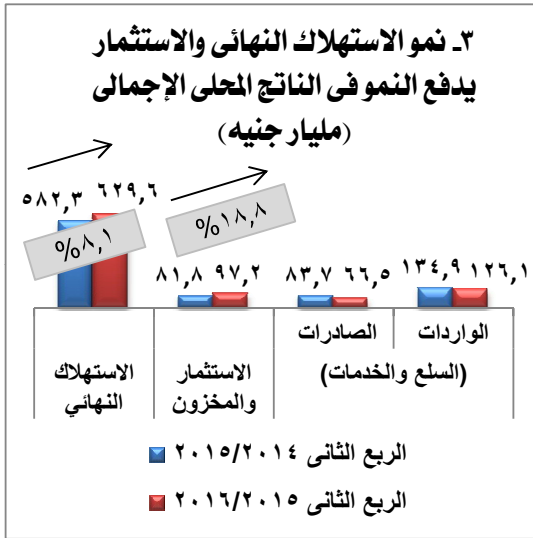 ٣ـ نمو الاستهلاك النهائى والاستثمار
يدفع النمو فى الناتج المحلى الإجمالى
(مليار جنيه)
٥٨٢,٣ ٦٢٩,٦
%٨,١
%١٨,٨
٨١,٨ ٩٧,٢
٨٣,٧ ٦٦,٥
١٣٤,٩ ١٢٦,١
الصادرات
الواردات
الاستهلاك
النهائي
الاستثمار
والمخزون
(السلع والخدمات)
الربع الثانى ٢٠١٥/٢٠١٤
الربع الثانى ٢٠١٦/٢٠١٥